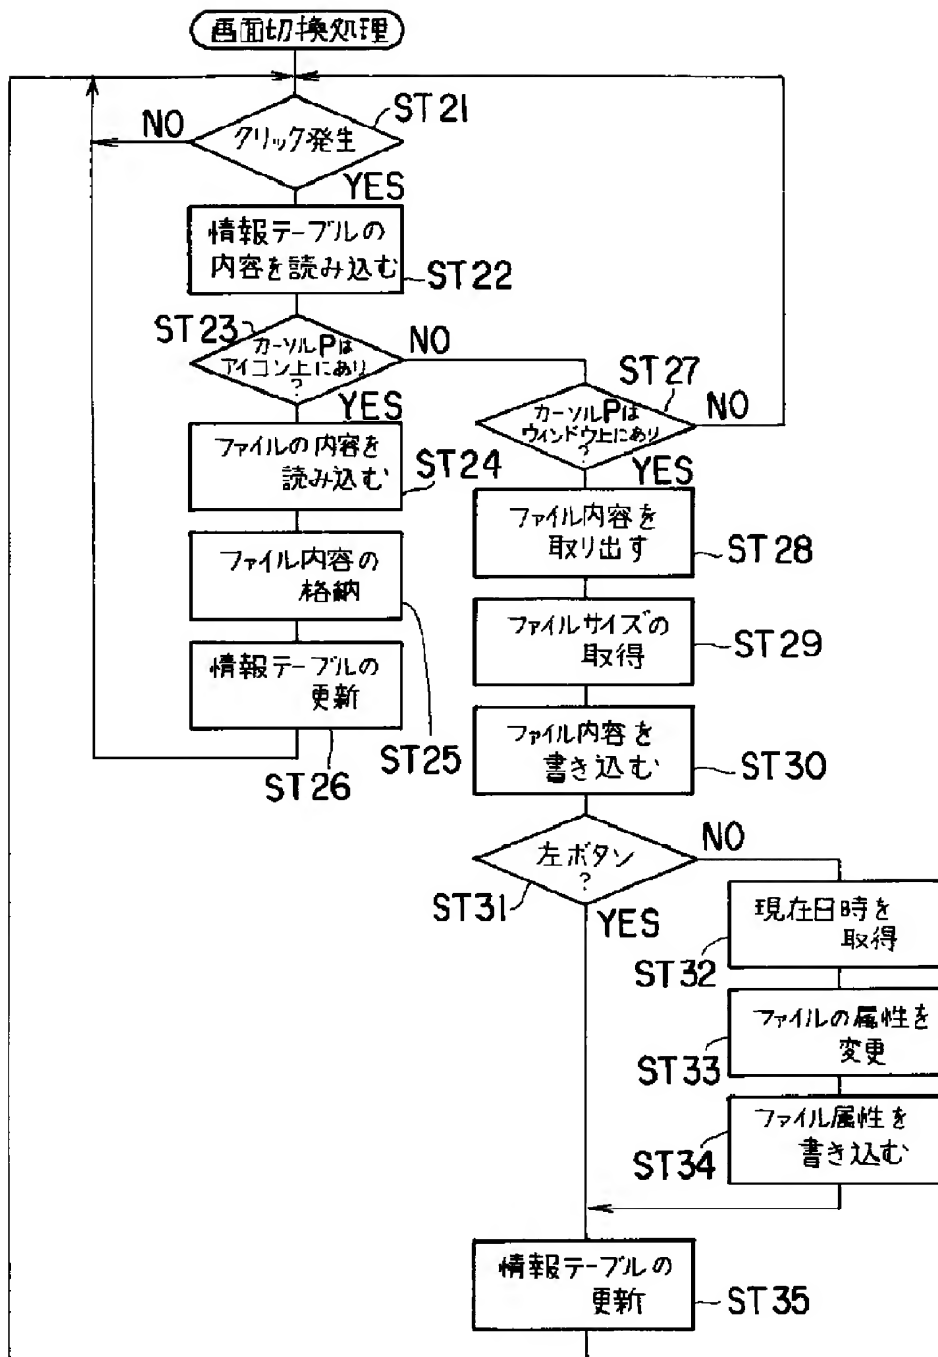 画面切換処理
クリック発生
ST21
NO
YES
情報テーブルの
内容を読み込む
ST22
ST23
カーソルPは
アイコン上にあり
?
NO
YES
ファイルの内容を
読み込む
ST24
ファイル内容の
格納
ST25
情報テーブルの
更新
ST26
ST27
カーソルPは
ウィンドウ上にあり
?
NO
YES
ファイル内容を
取り出す
ST28
ファイルサイズの
取得
ST29
ファイル内容を
書き込む
ST30
左ボタン
?
ST31
NO
YES
現在日時を
取得
ST32
ファイルの属性を
変更
ST33
ファイル属性を
書き込む
ST34
情報テーブルの
更新
ST35